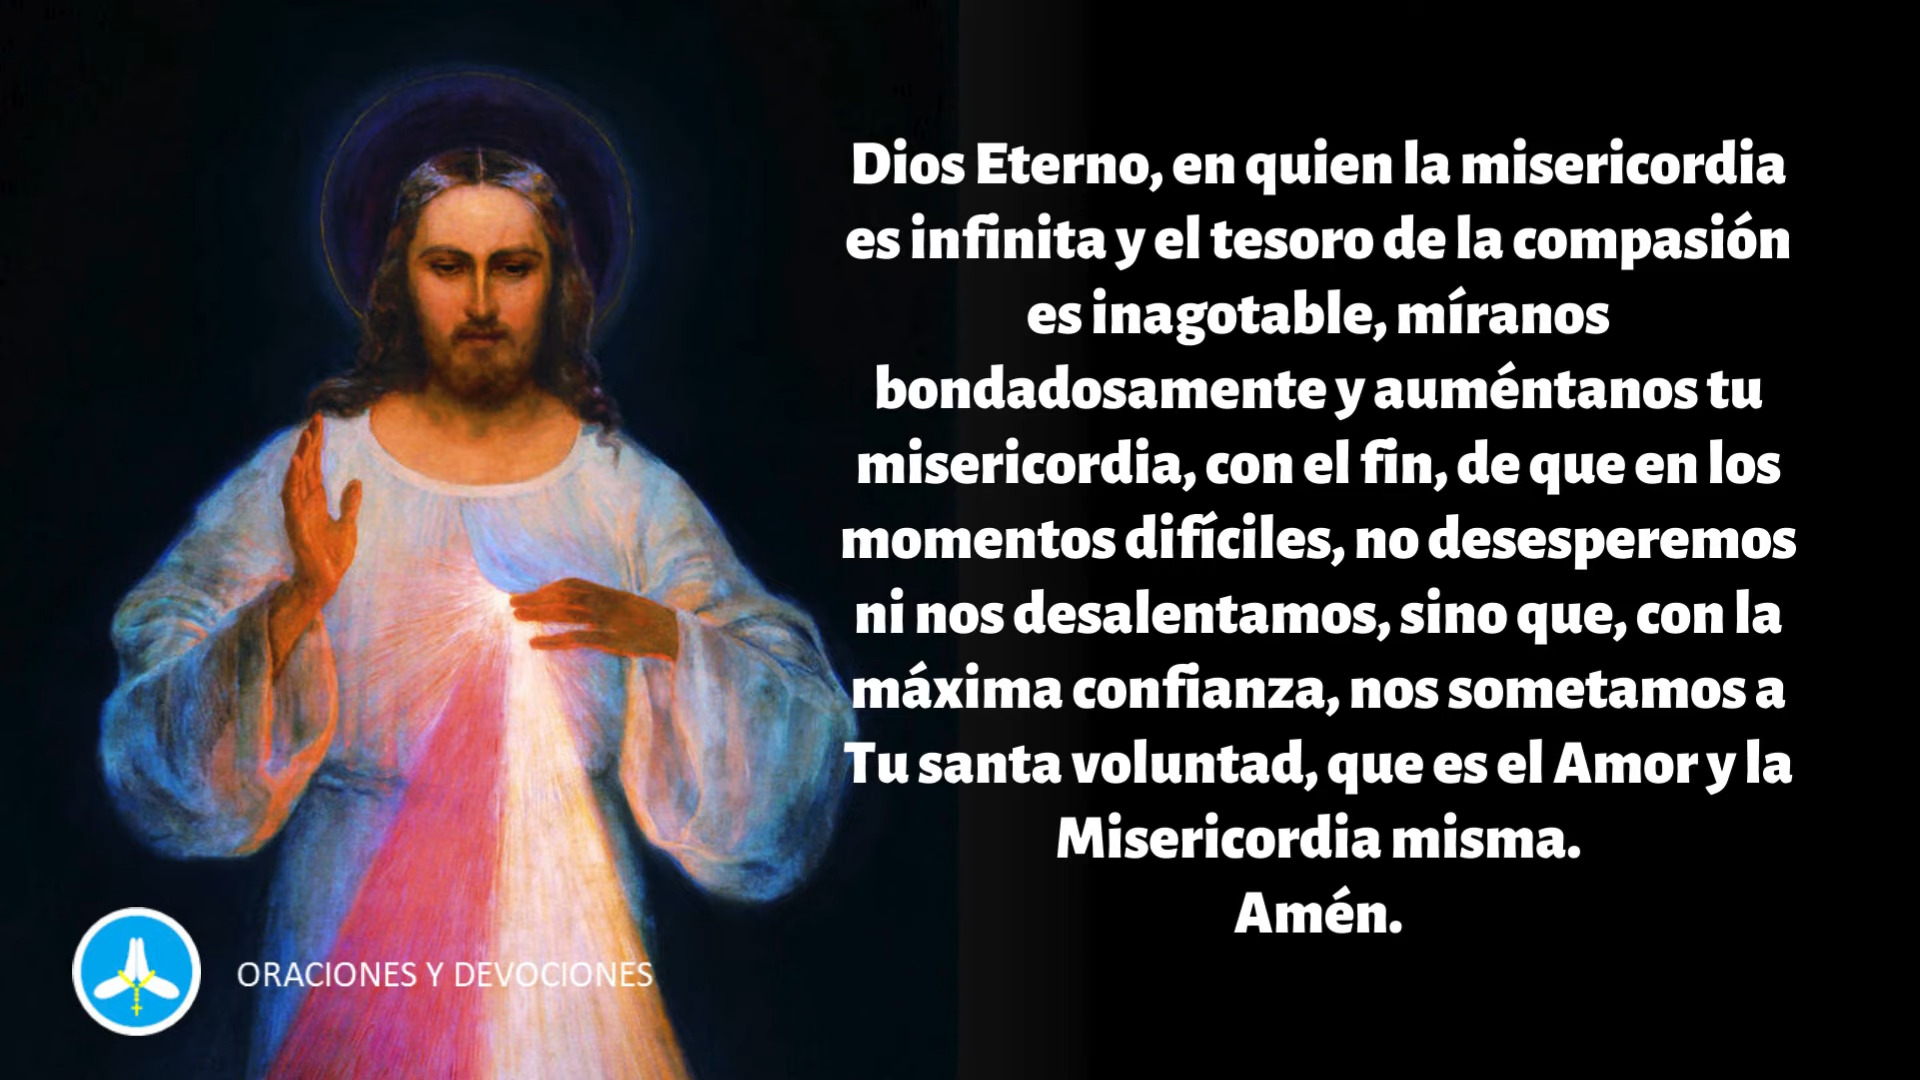 Dios Eterno, en quien la misericordia
es infinita y el tesoro de la compasión
es inagotable, míranos
bondadosamente y auméntanos tu
misericordia, con el fin, de que en los
momentos difíciles, no desesperemos
ni nos desalentamos, sino que, con la
máxima confianza, nos sometamos a
Tu santa voluntad, que es el Amor y la
Misericordia misma.
Amén.
ORACIONES Y DEVOCIONES